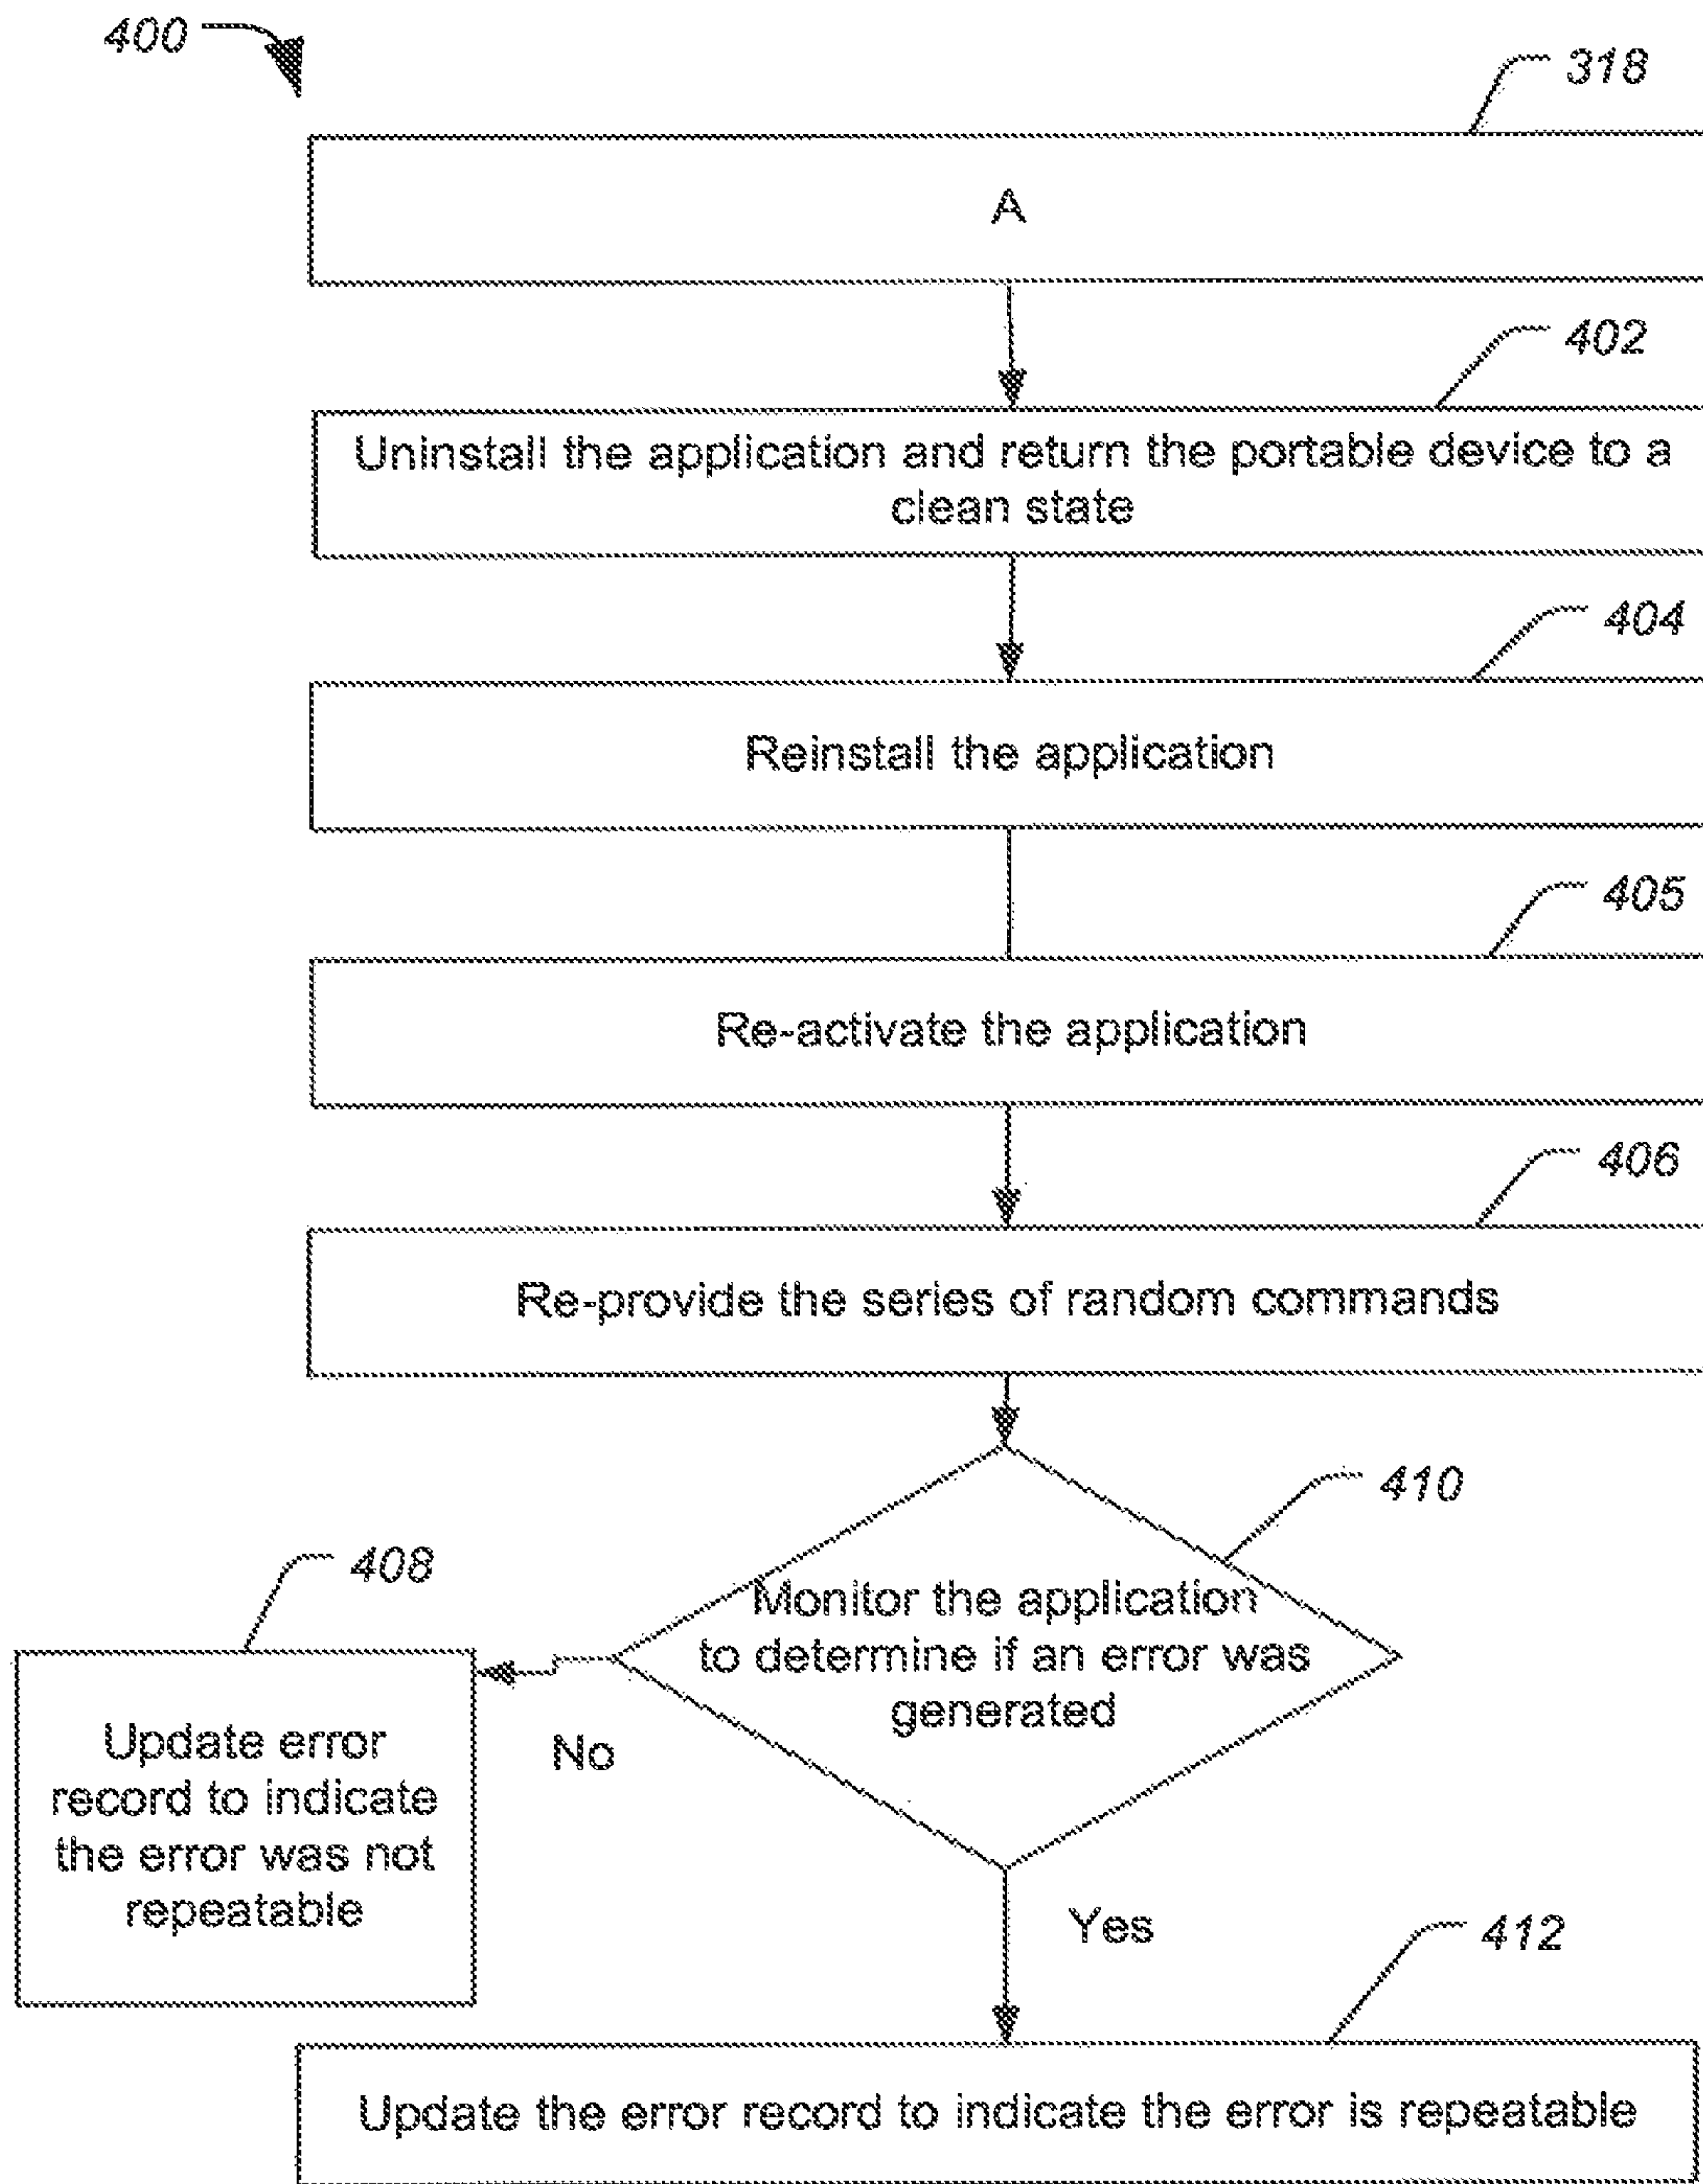 400
318
A
402
Uninstall the application and return the portable device to a
clean state
404
Reinstall the application
405
Re-activate the application
406
Re-provide the series of random commands
410
Monitor the application
to determine if an error was
generated
408
Update error
record to indicate
the error was not
repeatable
No
Yes
412
Update the error record to indicate the error is repeatable